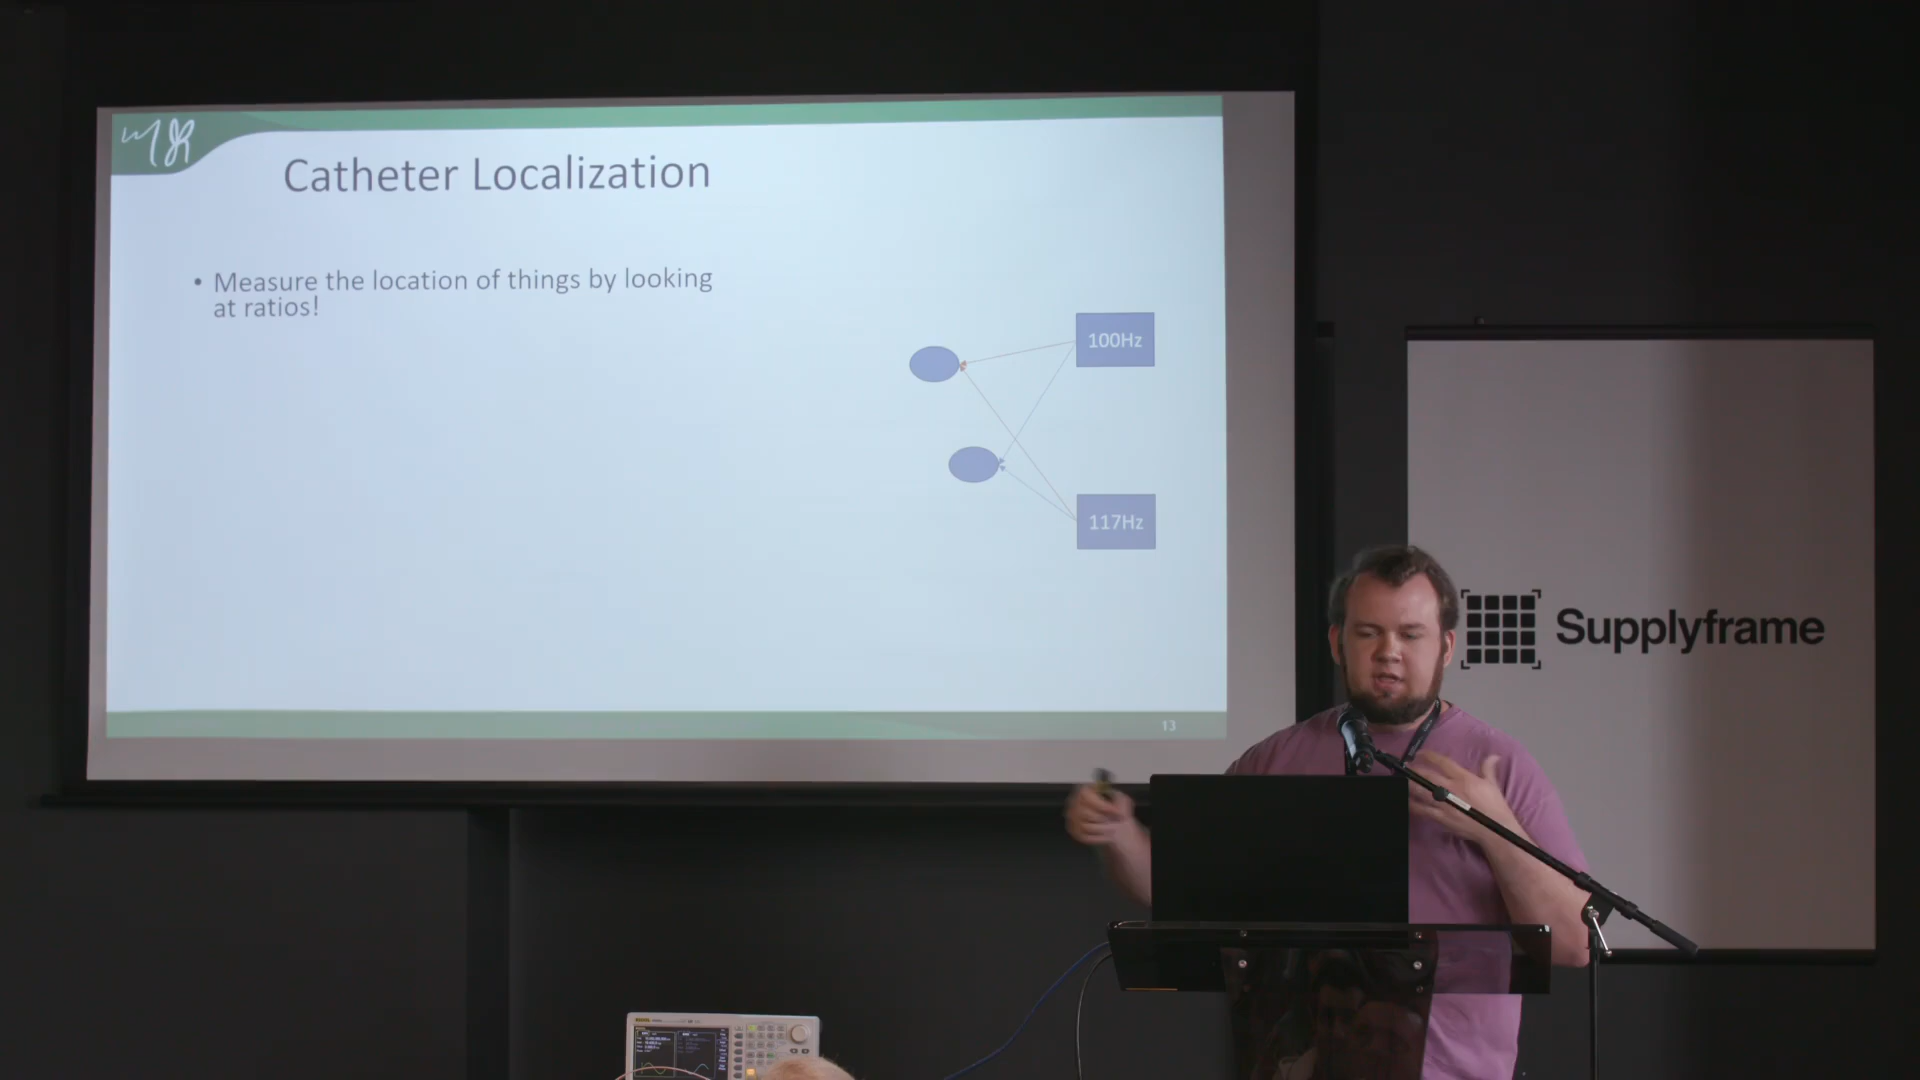 Catheter Localization
• Measure the location of things by looking
at ratios!
100Hz
117Hz
13
Supplyframe